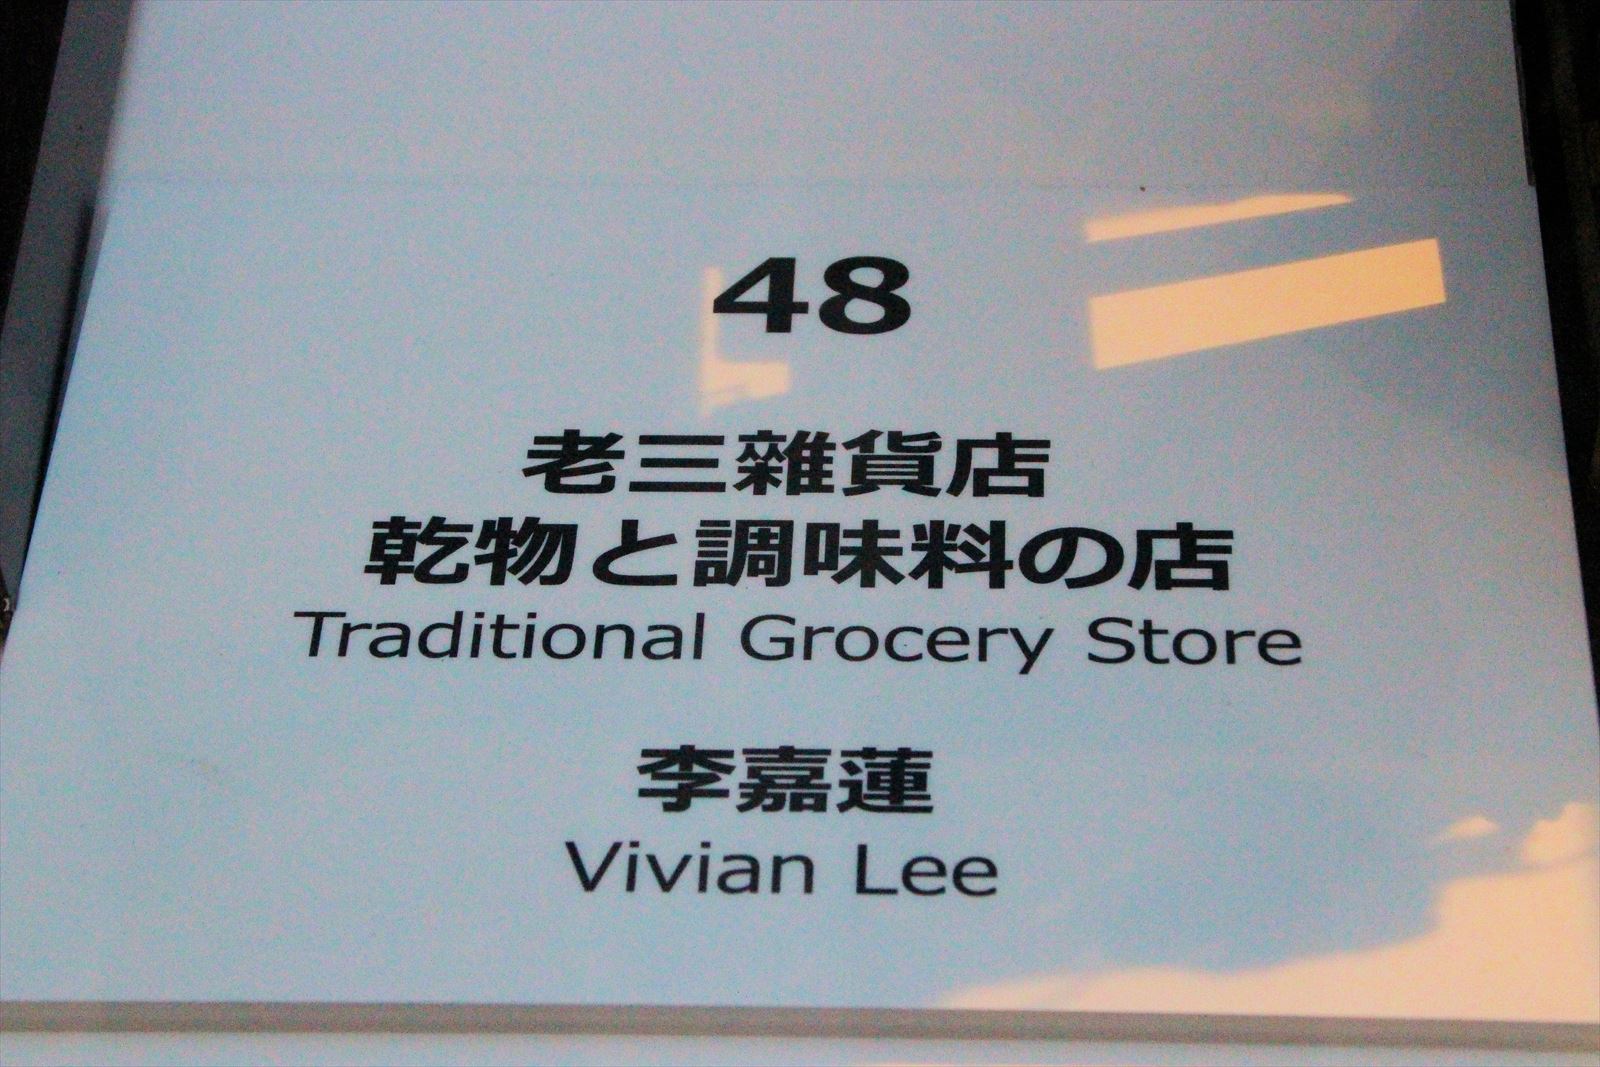 48
老三雜貨店
乾物と調味料の店
Traditional Grocery Store
李嘉蓮
Vivian Lee